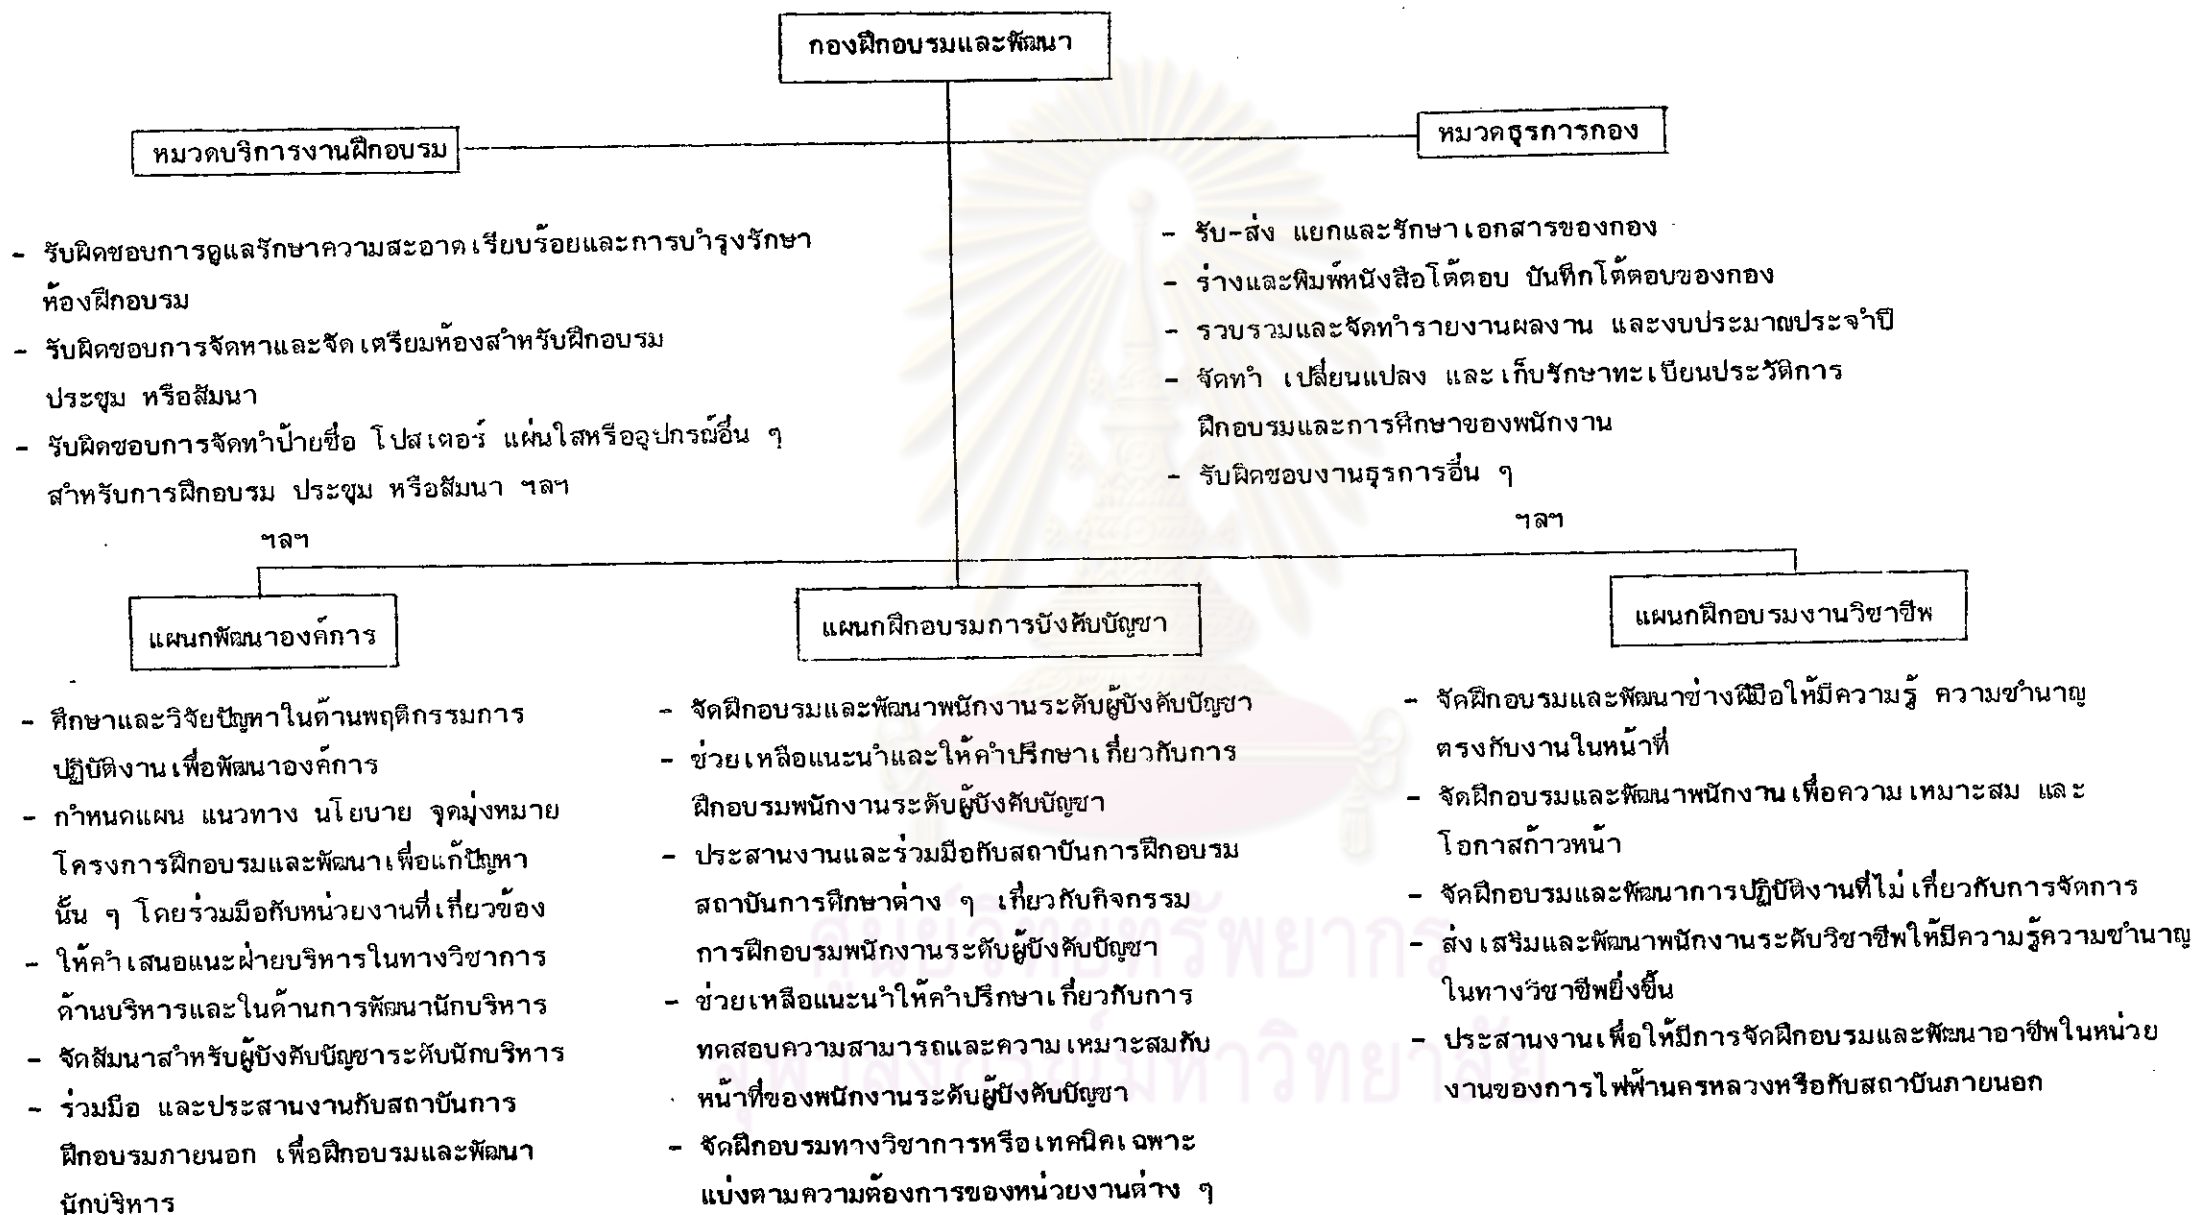 กองฝึกอบรมและพัฒนา
หมวดบริการงานฝึกอบรม
หมวดธุรการกอง
- รับผิดชอบการดูแลรักษาความสะอาดเรียบร้อยและการบำรุงรักษา
ห้องฝึกอบรม
- รับผิดชอบการจัดหาและจัดเตรียมห้องสำหรับฝึกอบรม
ประชุม หรือสัมนา
- รับผิดชอบการจัดทำป้ายชื่อ โปสเตอร์ แผ่นใสหรืออุปกรณ์อื่น ๆ
สำหรับการฝึกอบรม ประชุม หรือสัมนา ฯลฯ
ฯลฯ
- รับ-ส่ง แยกและรักษาเอกสารของกอง
- ร่างและพิมพ์หนังสือโต้ตอบ บันทึกโต้ตอบของกอง
- รวบรวมและจัดทำรายงานผลงาน และงบประมาณประจำปี
- จัดทำ เปลี่ยนแปลง และเก็บรักษาทะเบียนประวัติการ
ฝึกอบรมและการศึกษาของพนักงาน
- รับผิดชอบงานธุรการอื่น ๆ
ฯลฯ
แผนกพัฒนาองค์การ
แผนกฝึกอบรมการบังคับบัญชา
แผนกฝึกอบรมงานวิชาชีพ
- ศึกษาและวิจัยปัญหาในด้านพฤติกรรมการ
ปฏิบัติงานเพื่อพัฒนาองค์การ
- กำหนดแผน แนวทาง นโยบาย จุดมุ่งหมาย
โครงการฝึกอบรมและพัฒนาเพื่อแก้ปัญหา
นั้น ๆ โดยร่วมมือกับหน่วยงานที่เกี่ยวข้อง
- ให้คำเสนอแนะฝ่ายบริหารในทางวิชาการ
ด้านบริหารและในด้านการพัฒนานักบริหาร
- จัดสัมนาสำหรับผู้บังคับบัญชาระดับนักบริหาร
- ร่วมมือ และประสานงานกับสถาบันการ
ฝึกอบรมภายนอก เพื่อฝึกอบรมและพัฒนา
นักบริหาร
- จัดฝึกอบรมและพัฒนาพนักงานระดับผู้บังคับบัญชา
- ช่วยเหลือแนะนำและให้คำปรึกษาเกี่ยวกับการ
ฝึกอบรมพนักงานระดับผู้บังคับบัญชา
- ประสานงานและร่วมมือกับสถาบันการฝึกอบรม
สถาบันการศึกษาต่าง ๆ เกี่ยวกับกิจกรรม
การฝึกอบรมพนักงานระดับผู้บังคับบัญชา
- ช่วยเหลือแนะนำให้คำปรึกษาเกี่ยวกับการ
ทดสอบความสามารถและความเหมาะสมกับ
หน้าที่ของพนักงานระดับผู้บังคับบัญชา
- จัดฝึกอบรมทางวิชาการหรือเทคนิคเฉพาะ
แบ่งตามความต้องการของหน่วยงานต่าง ๆ
- จัดฝึกอบรมและพัฒนาช่างฝีมือให้มีความรู้ ความชำนาญ
ตรงกับงานในหน้าที่
- จัดฝึกอบรมและพัฒนาพนักงานเพื่อความเหมาะสม และ
โอกาสก้าวหน้า
- จัดฝึกอบรมและพัฒนาการปฏิบัติงานที่ไม่เกี่ยวกับการจัดการ
- ส่งเสริมและพัฒนาพนักงานระดับวิชาชีพให้มีความรู้ความชำนาญ
ในทางวิชาชีพยิ่งขึ้น
- ประสานงานเพื่อให้มีการจัดฝึกอบรมและพัฒนาอาชีพในหน่วย
งานของการไฟฟ้านครหลวงหรือกับสถาบันภายนอก
ศูนย์วิทยทรัพยากร
จุฬาลงกรณ์มหาวิทยาลัย